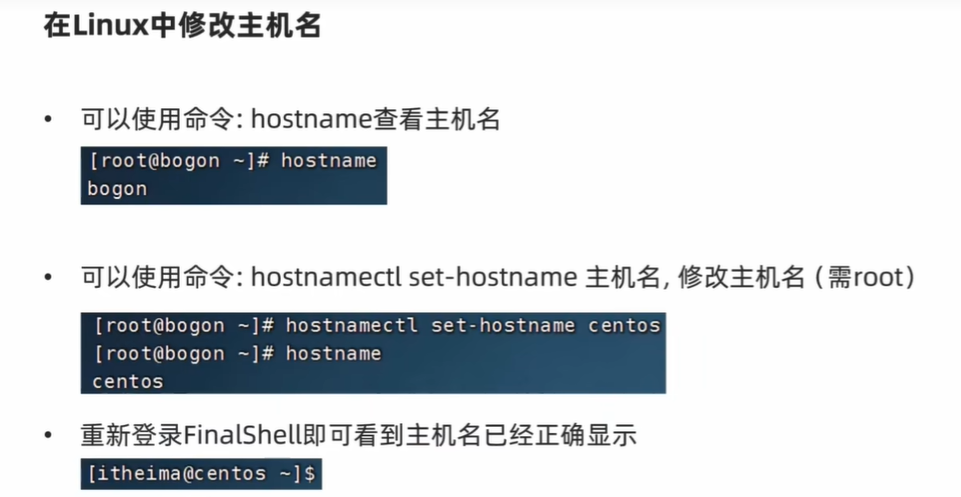 在Linux中修改主机名
• 可以使用命令: hostname查看主机名
[root@bogon ~]# hostname
bogon
• 可以使用命令: hostnamectl set-hostname 主机名, 修改主机名（需root）
[root@bogon ~]# hostnamectl set-hostname centos
[root@bogon ~]# hostname
centos
• 重新登录FinalShell即可看到主机名已经正确显示
[itheima@centos ~]$